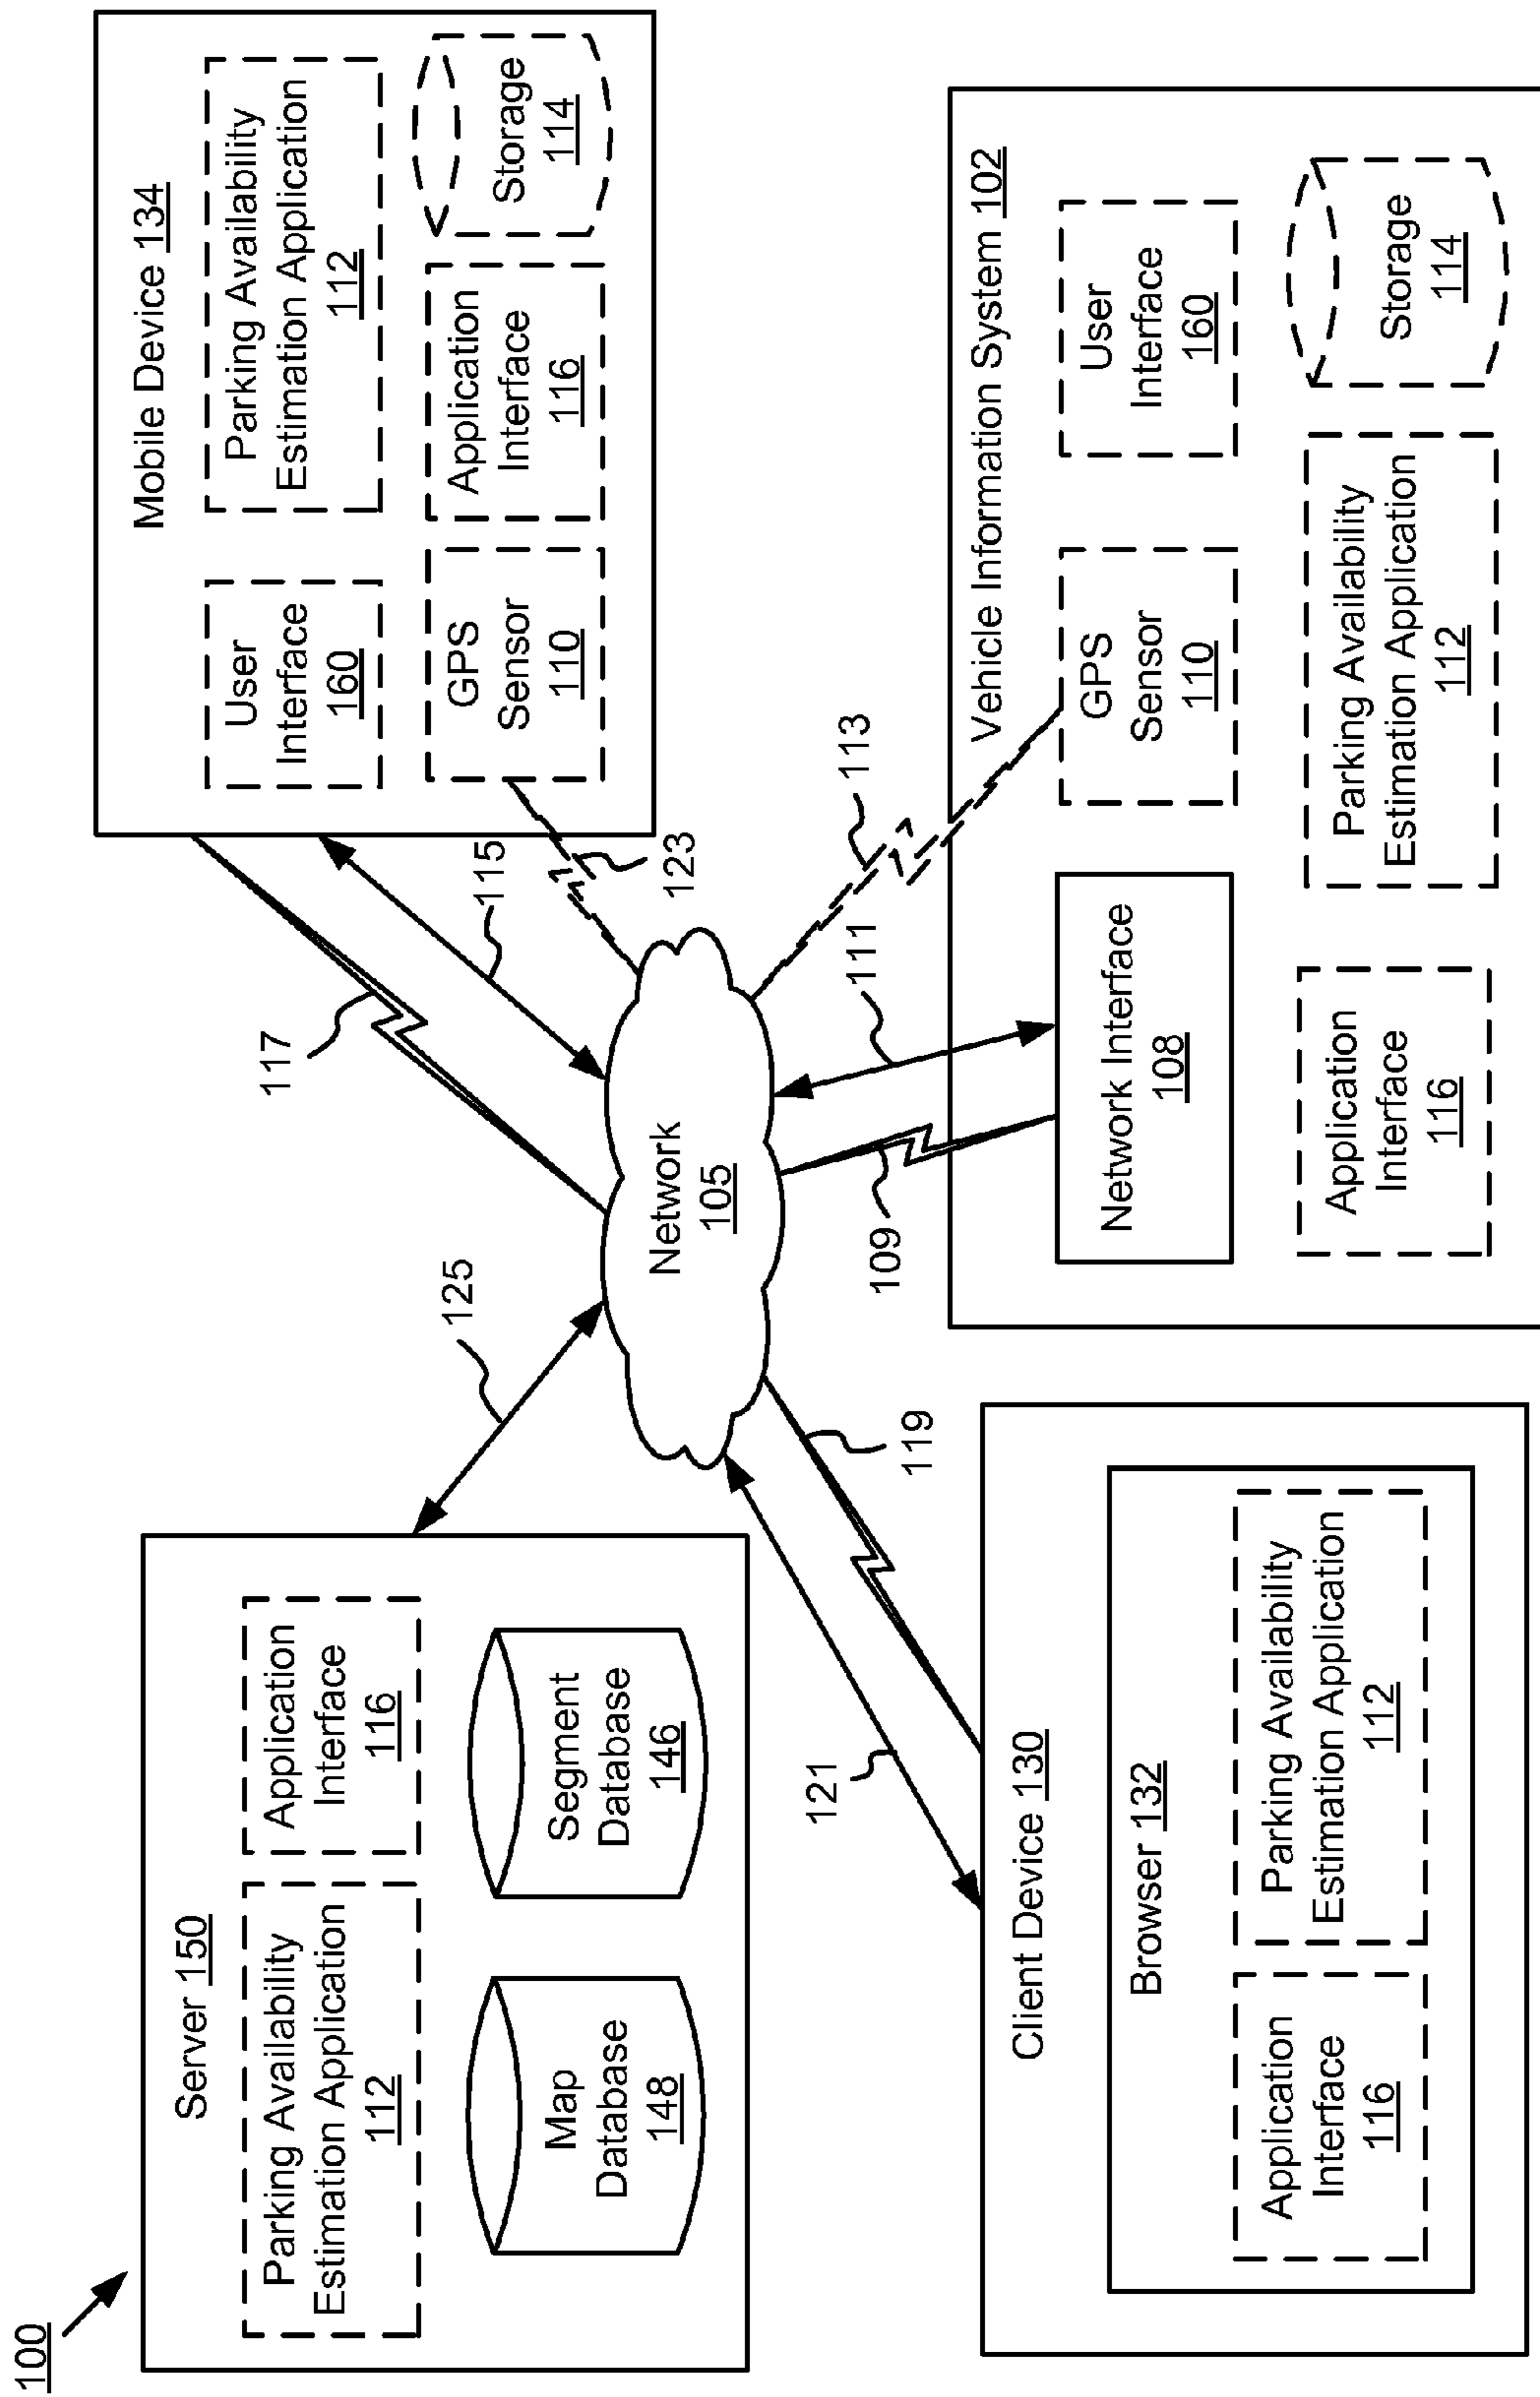 100
Server 150
Parking Availability
Estimation Application
112
Application
Interface
116
Map
Database
148
Segment
Database
146
125
117
115
123
Mobile Device 134
User
Interface
160
Parking Availability
Estimation Application
112
GPS
Sensor
110
Application
Interface
116
Storage
114
Network
105
121
119
109
111
113
Client Device 130
Browser 132
Application
Interface
116
Parking Availability
Estimation Application
112
Vehicle Information System 102
Network Interface
108
GPS
Sensor
110
User
Interface
160
Application
Interface
116
Parking Availability
Estimation Application
112
Storage
114